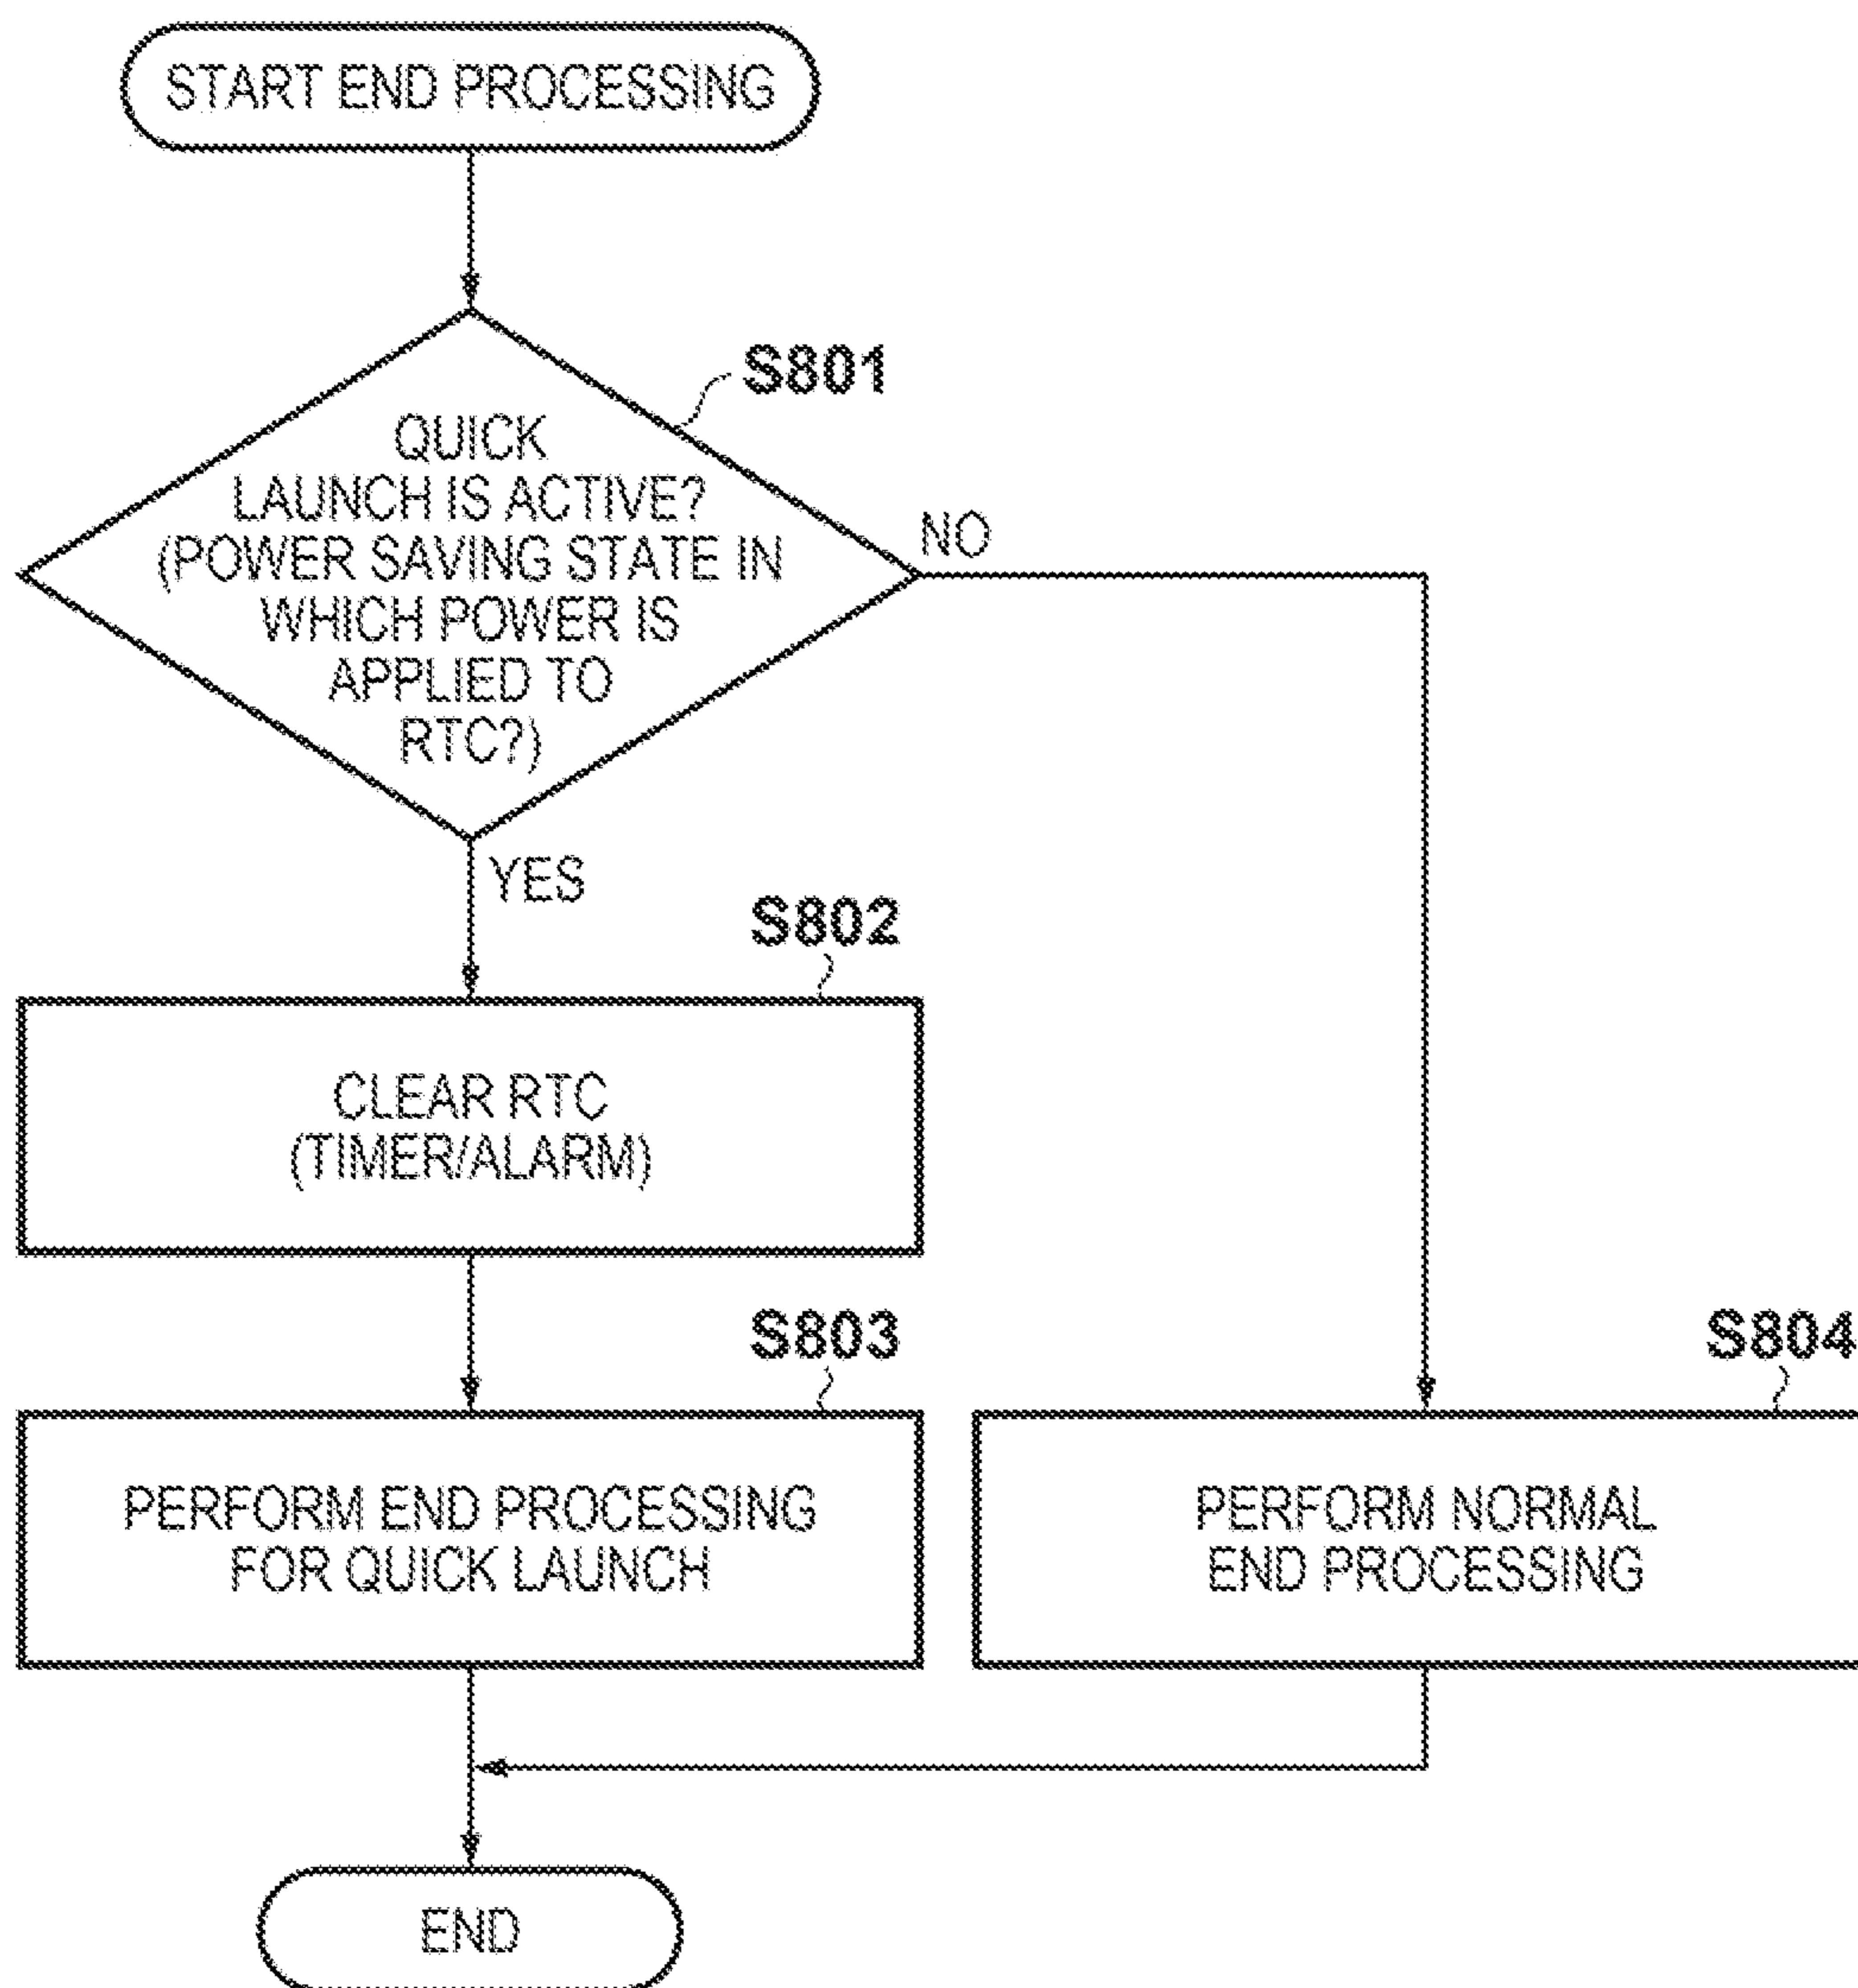 START END PROCESSING
S801
QUICK
LAUNCH IS ACTIVE?
(POWER SAVING STATE IN
WHICH POWER IS
APPLIED TO
RTC?)
NO
YES
S802
CLEAR RTC
(TIMER/ALARM)
S803
PERFORM END PROCESSING
FOR QUICK LAUNCH
S804
PERFORM NORMAL
END PROCESSING
END